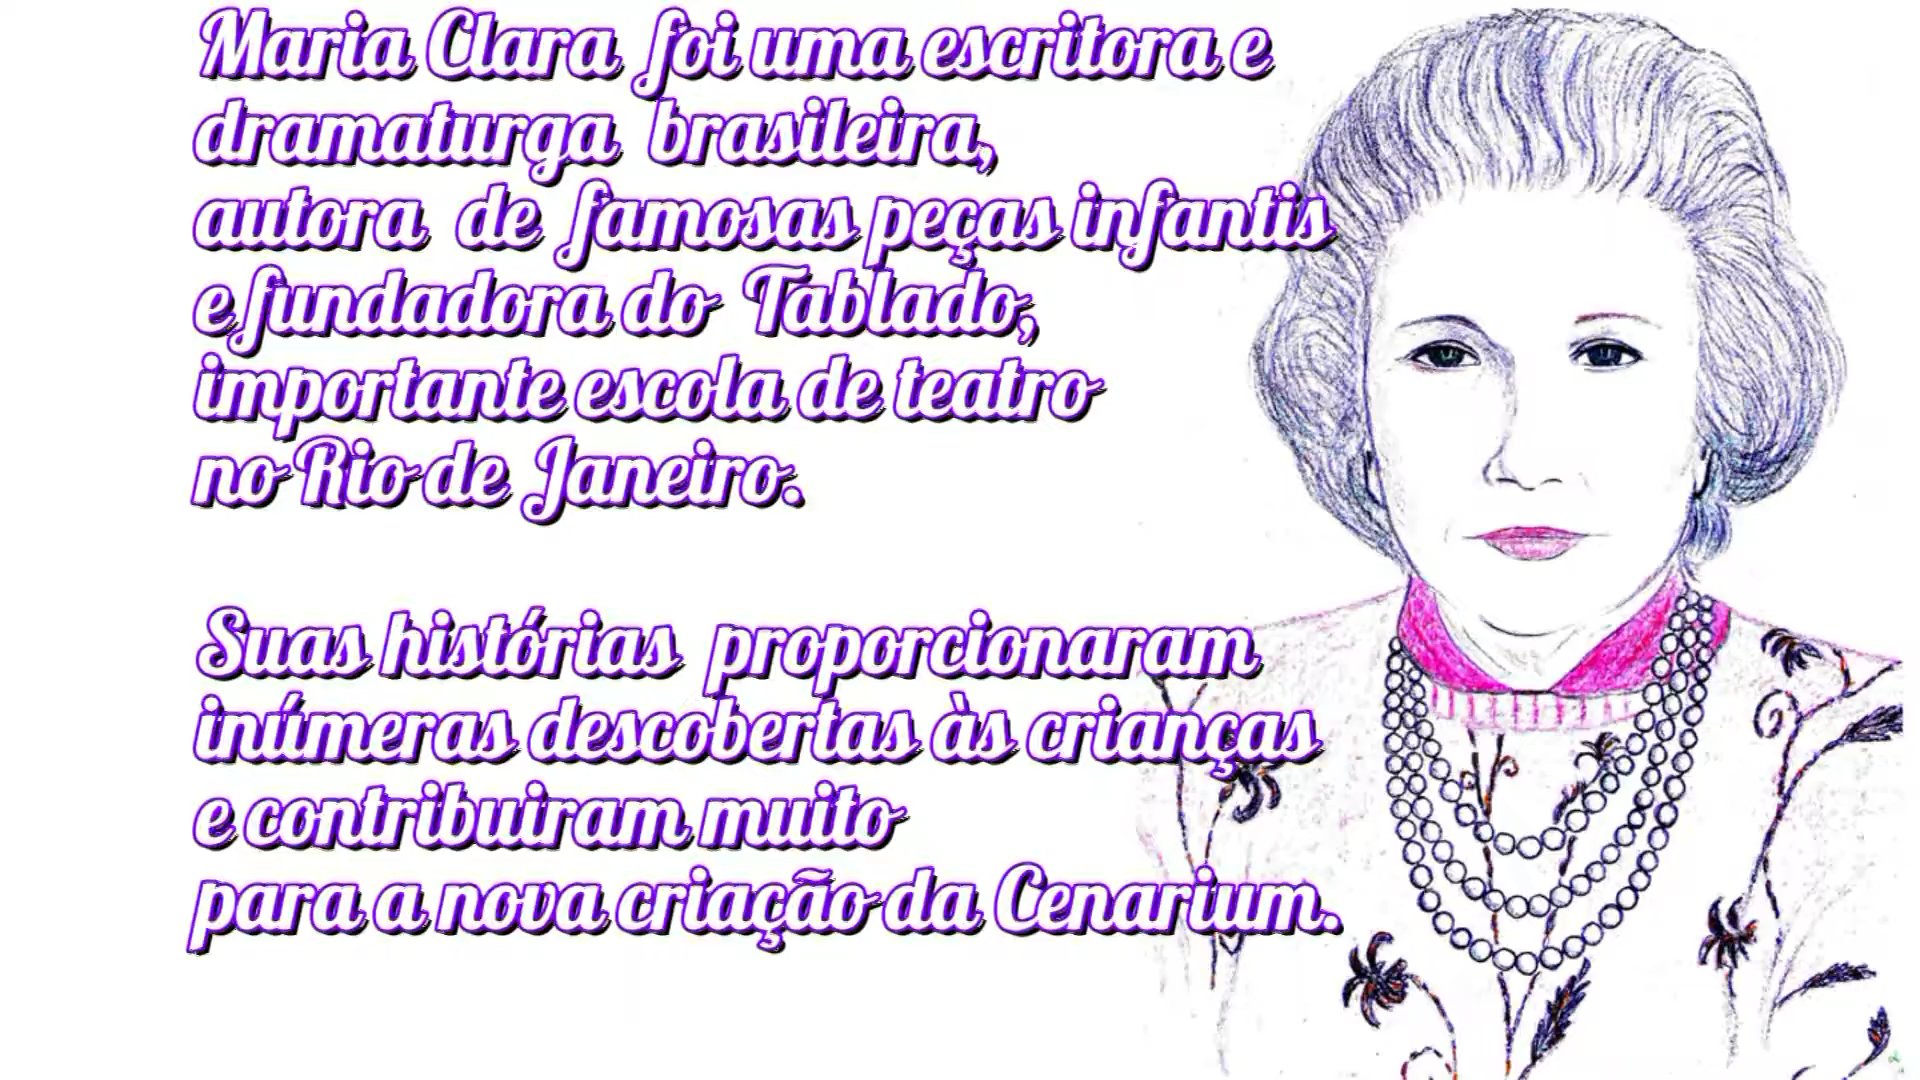 Maria Clara foi uma escritora e
dramaturga brasileira,
autora de famosas peças infantis
e fundadora do Tablado,
importante escola de teatro
no Rio de Janeiro.
Suas histórias proporcionaram
inúmeras descobertas às crianças
e contribuiram muito
para a nova criação da Cenarium.